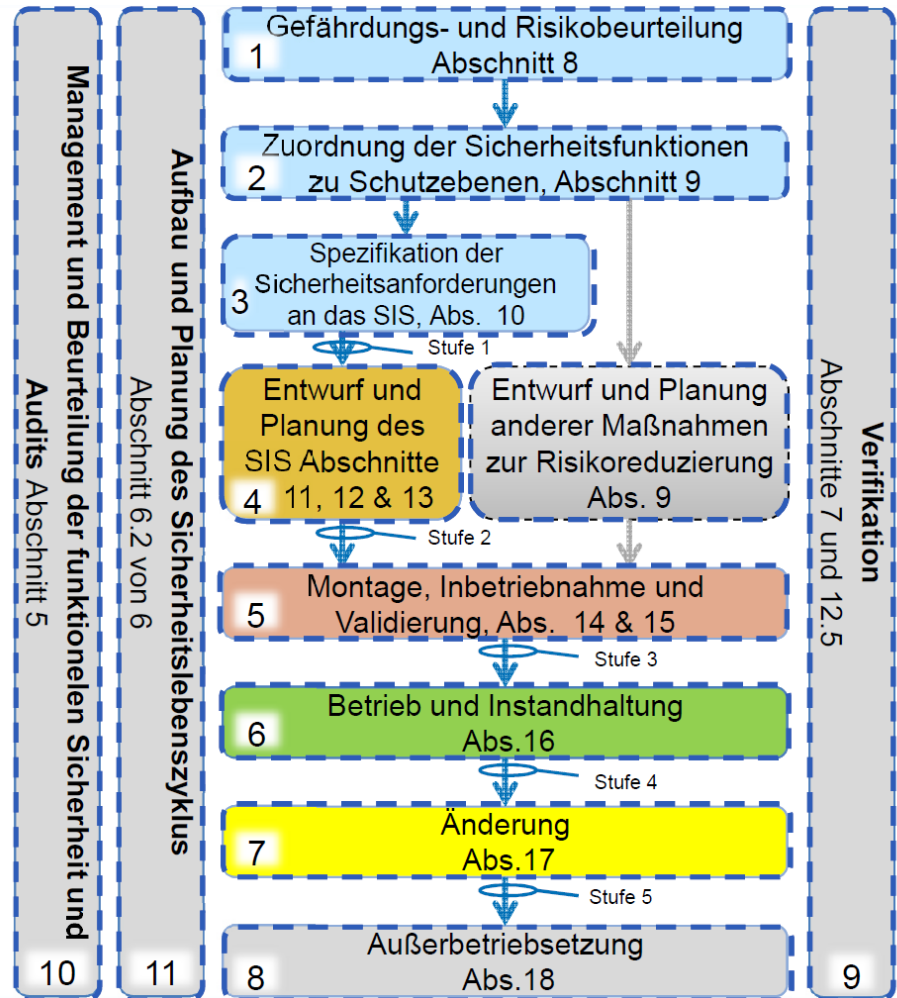 Management und Beurteilung der funktionelen Sicherheit und
Audits Abschnitt 5
10
Aufbau und Planung des Sicherheitslebenszyklus
Abschnitt 6.2 von 6
11
Gefährdungs- und Risikobeurteilung
Abschnitt 8
1
Zuordnung der Sicherheitsfunktionen
zu Schutzebenen, Abschnitt 9
2
Spezifikation der
Sicherheitsanforderungen
an das SIS, Abs. 10
3
Stufe 1
Entwurf und
Planung des
SIS Abschnitte
11, 12 & 13
4
Entwurf und Planung
anderer Maßnahmen
zur Risikoreduzierung
Abs. 9
Stufe 2
Montage, Inbetriebnahme und
Validierung, Abs. 14 & 15
5
Stufe 3
Betrieb und Instandhaltung
Abs.16
6
Stufe 4
Änderung
Abs.17
7
Stufe 5
Außerbetriebsetzung
Abs.18
8
Verifikation
Abschnitte 7 und 12.5
9